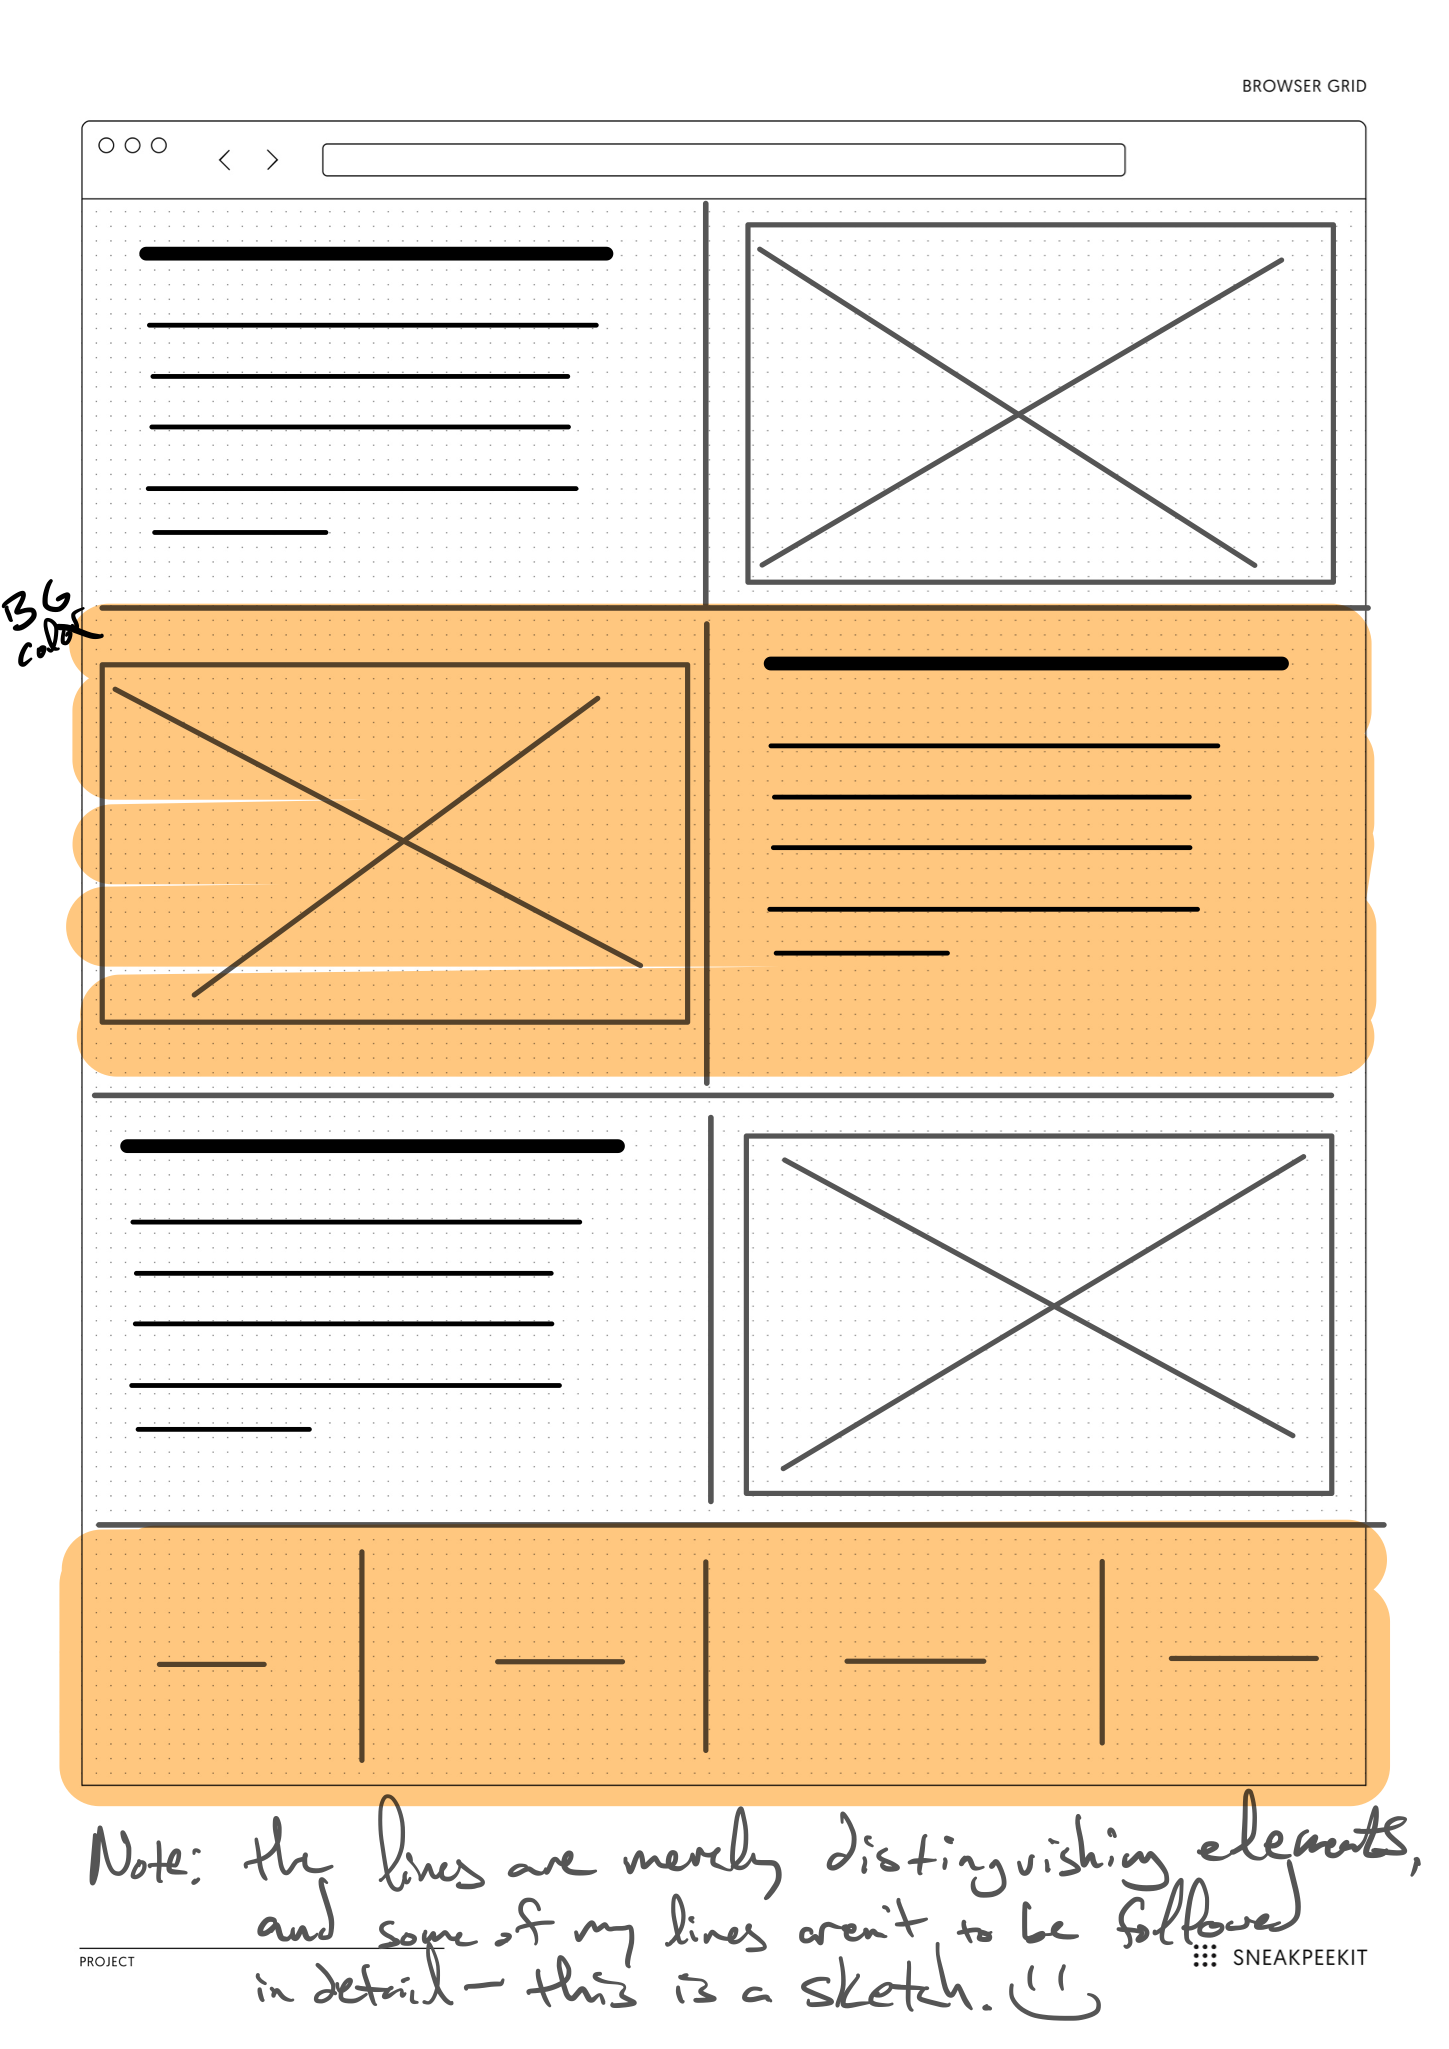 BROWSER GRID
BG
color
Note: the lines are merely distinguishing elements,
and some of my lines aren't to be followed
in detail — this is a sketch. :)
PROJECT
SNEAKPEEKIT